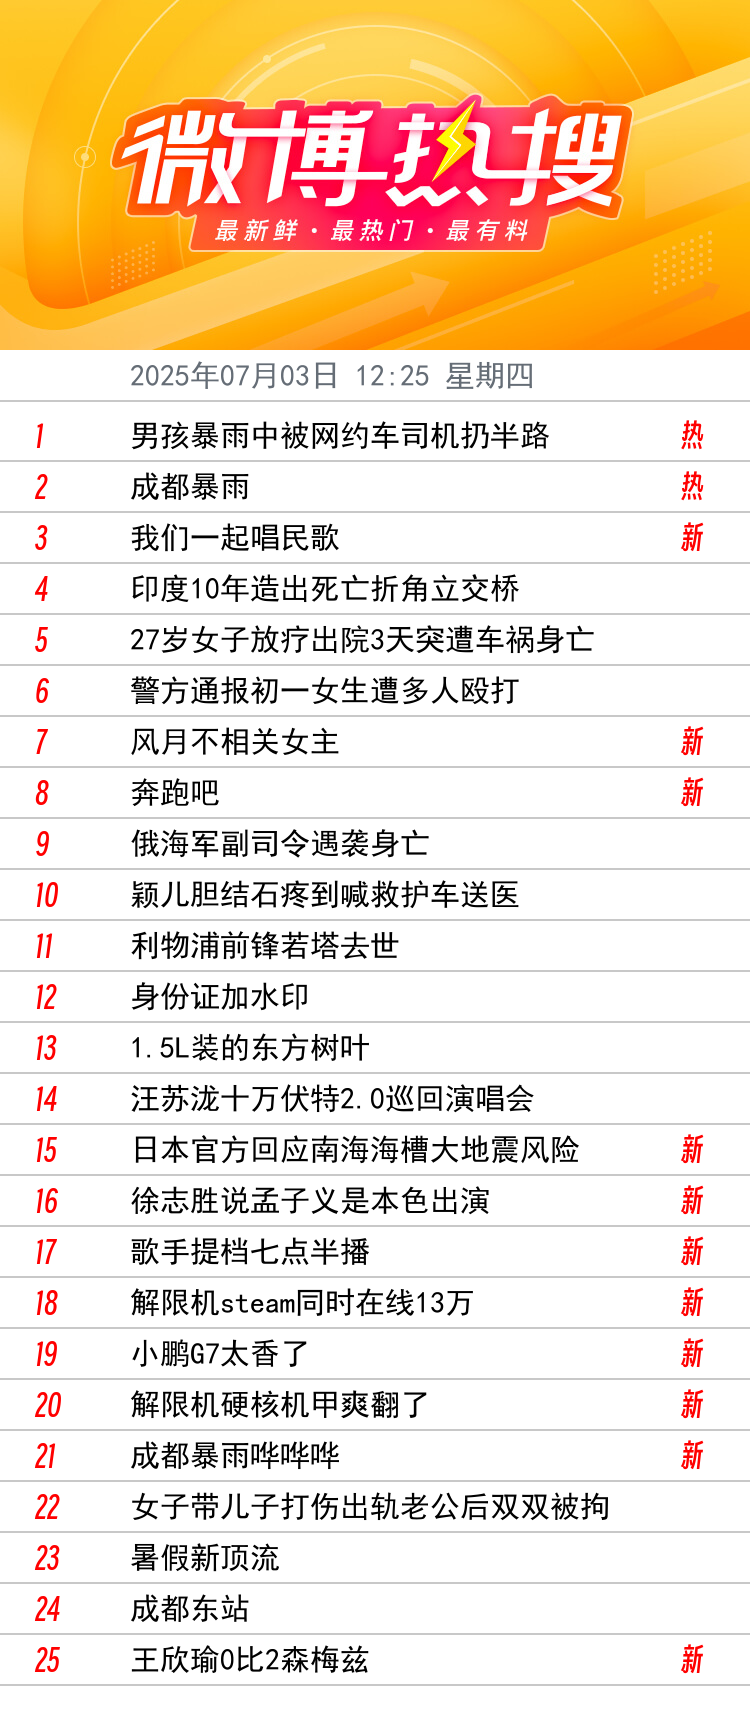 微博热搜
最新鲜·最热门·最有料
2025年07月03日 12:25 星期四
1 男孩暴雨中被网约车司机扔半路 热
2 成都暴雨 热
3 我们一起唱民歌 新
4 印度10年造出死亡折角立交桥
5 27岁女子放疗出院3天突遭车祸身亡
6 警方通报初一女生遭多人殴打
7 风月不相关女主 新
8 奔跑吧 新
9 俄海军副司令遇袭身亡
10 颖儿胆结石疼到喊救护车送医
11 利物浦前锋若塔去世
12 身份证加水印
13 1.5L装的东方树叶
14 汪苏泷十万伏特2.0巡回演唱会
15 日本官方回应南海海槽大地震风险 新
16 徐志胜说孟子义是本色出演 新
17 歌手提档七点半播 新
18 解限机steam同时在线13万 新
19 小鹏G7太香了 新
20 解限机硬核机甲爽翻了 新
21 成都暴雨哗哗哗 新
22 女子带儿子打伤出轨老公后双双被拘
23 暑假新顶流
24 成都东站
25 王欣瑜0比2森梅兹 新